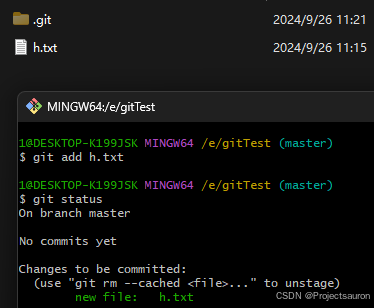 .git 2024/9/26 11:21
h.txt 2024/9/26 11:15
MINGW64:/e/gitTest
1@DESKTOP-K199JSK MINGW64 /e/gitTest (master)
$ git add h.txt
1@DESKTOP-K199JSK MINGW64 /e/gitTest (master)
$ git status
On branch master
No commits yet
Changes to be committed:
(use "git rm --cached <file>..." to unstage)
new file: h.txt
CSDN @Projectsauron